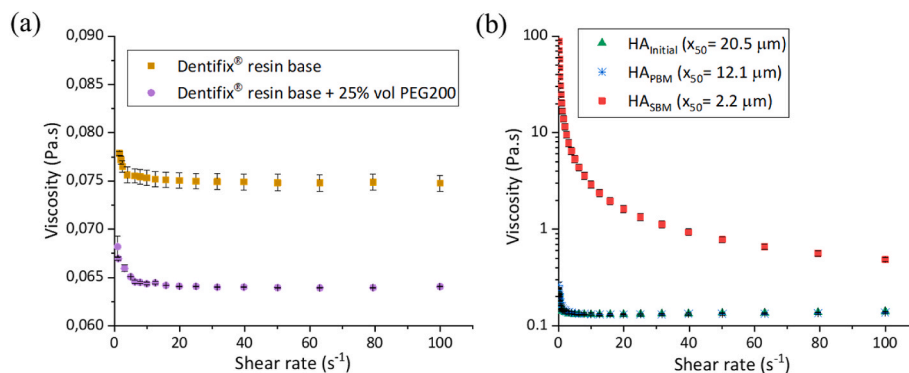 (a)
0,090
0,085
0,080
0,075
0,070
0,065
0,060
Viscosity (Pa.s)
Dentifix® resin base
Dentifix® resin base + 25% vol PEG200
0
20
40
60
80
100
Shear rate (s⁻¹)
(b)
100
10
1
0.1
Viscosity (Pa.s)
HA_Initial (x₅₀= 20.5 µm)
HA_PBM (x₅₀= 12.1 µm)
HA_SBM (x₅₀= 2.2 µm)
0
20
40
60
80
100
Shear rate (s⁻¹)